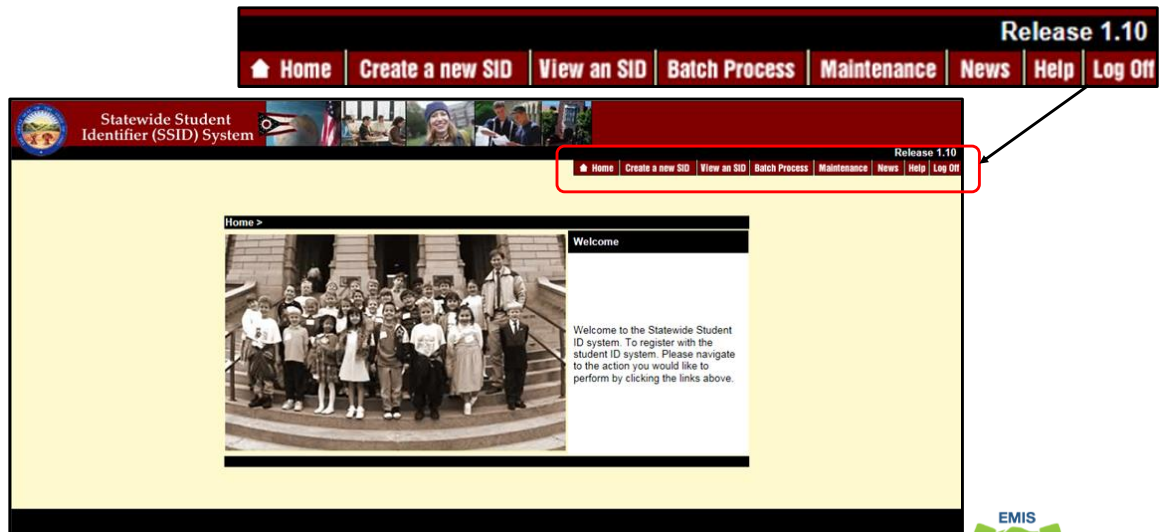 Release 1.10
Home Create a new SID View an SID Batch Process Maintenance News Help Log Off
Statewide Student
Identifier (SSID) System
Release 1.10
Home Create a new SID View an SID Batch Process Maintenance News Help Log Off
Home >
Welcome
Welcome to the Statewide Student
ID system. To register with the
student ID system. Please navigate
to the action you would like to
perform by clicking the links above.
EMIS